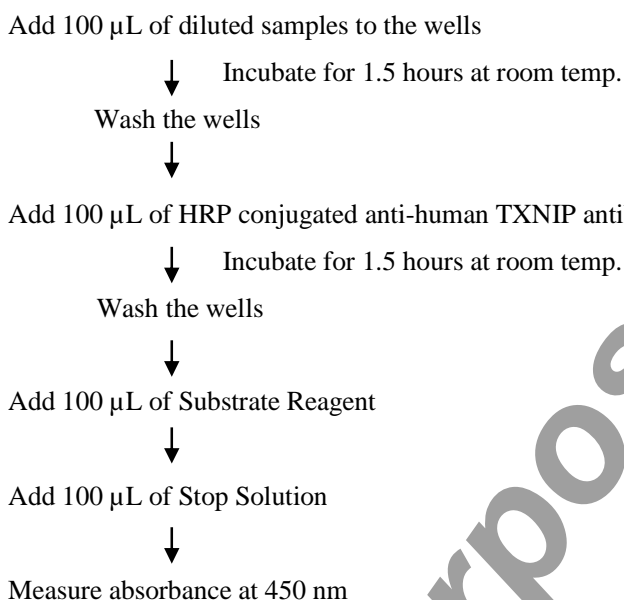 Add 100 µL of diluted samples to the wells
Incubate for 1.5 hours at room temp.
Wash the wells
Add 100 µL of HRP conjugated anti-human TXNIP anti
Incubate for 1.5 hours at room temp.
Wash the wells
Add 100 µL of Substrate Reagent
Add 100 µL of Stop Solution
Measure absorbance at 450 nm